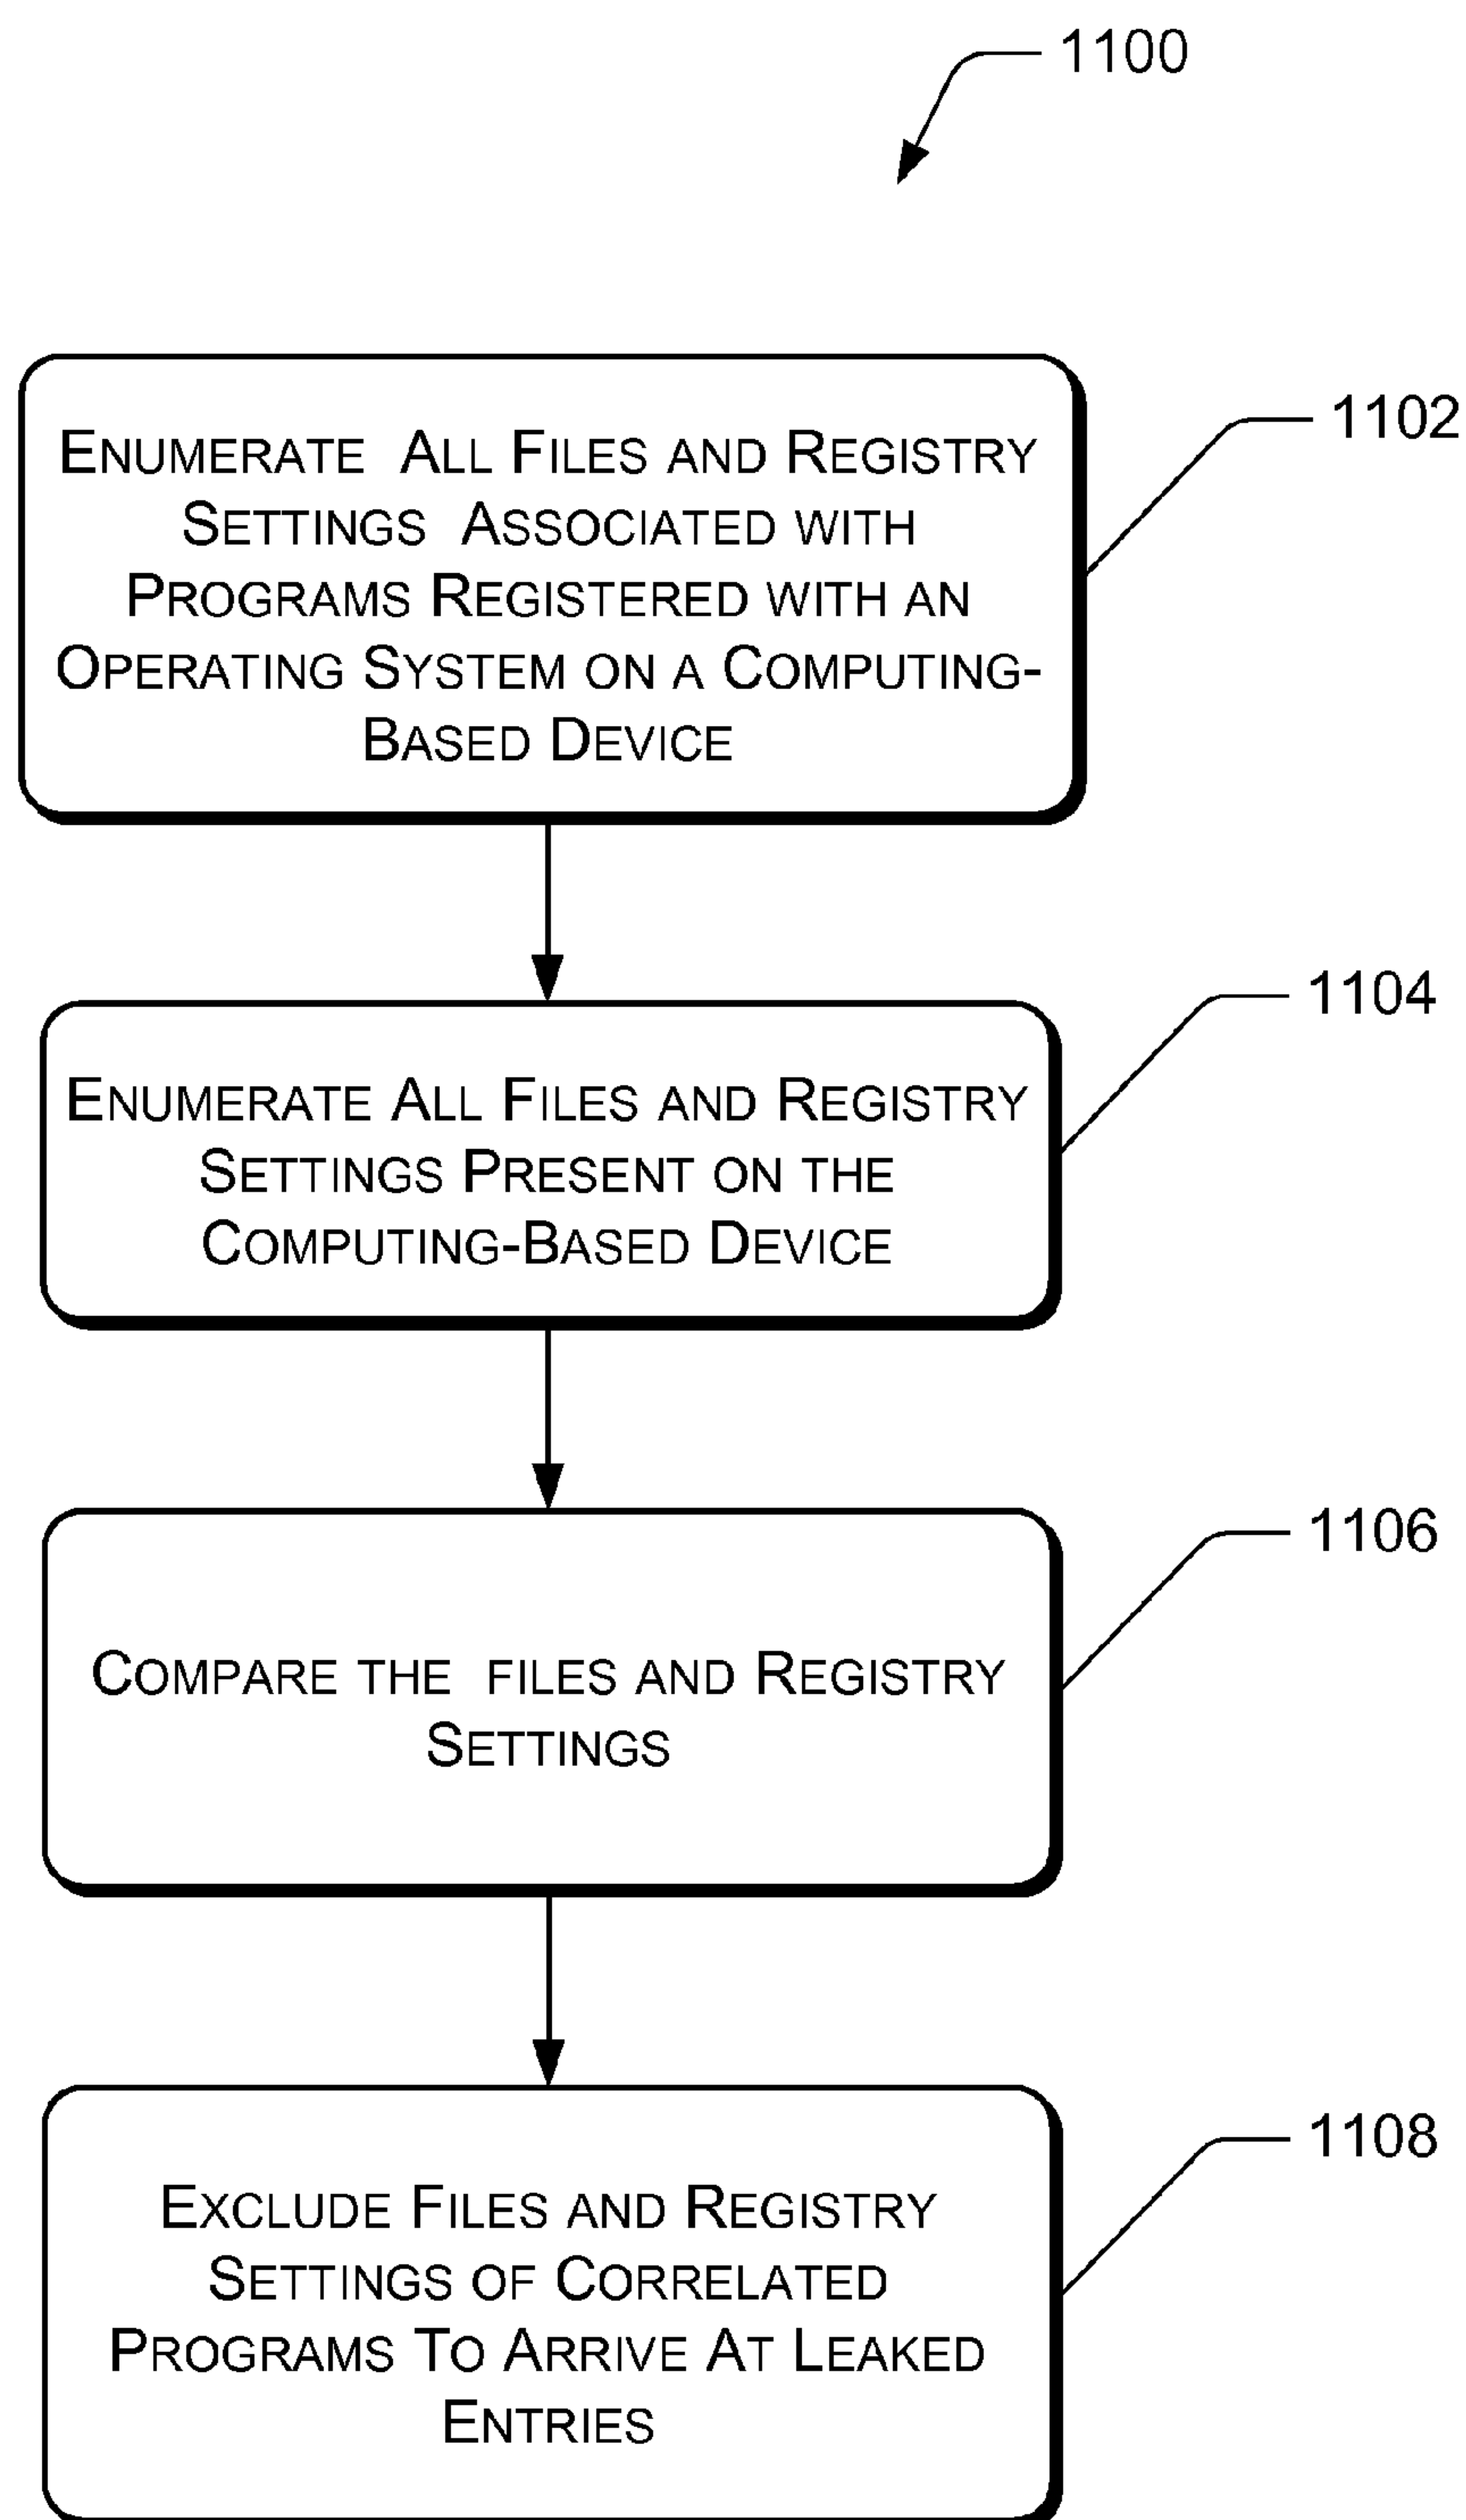 1100
Enumerate All Files and Registry
1102
Settings Associated with
Programs Registered with an
Operating System on a Computing-
Based Device
1104
Enumerate All Files and Registry
Settings Present on the
Computing-Based Device
1106
Compare the files and Registry
Settings
1108
Exclude Files and Registry
Settings of Correlated
Programs To Arrive At Leaked
Entries